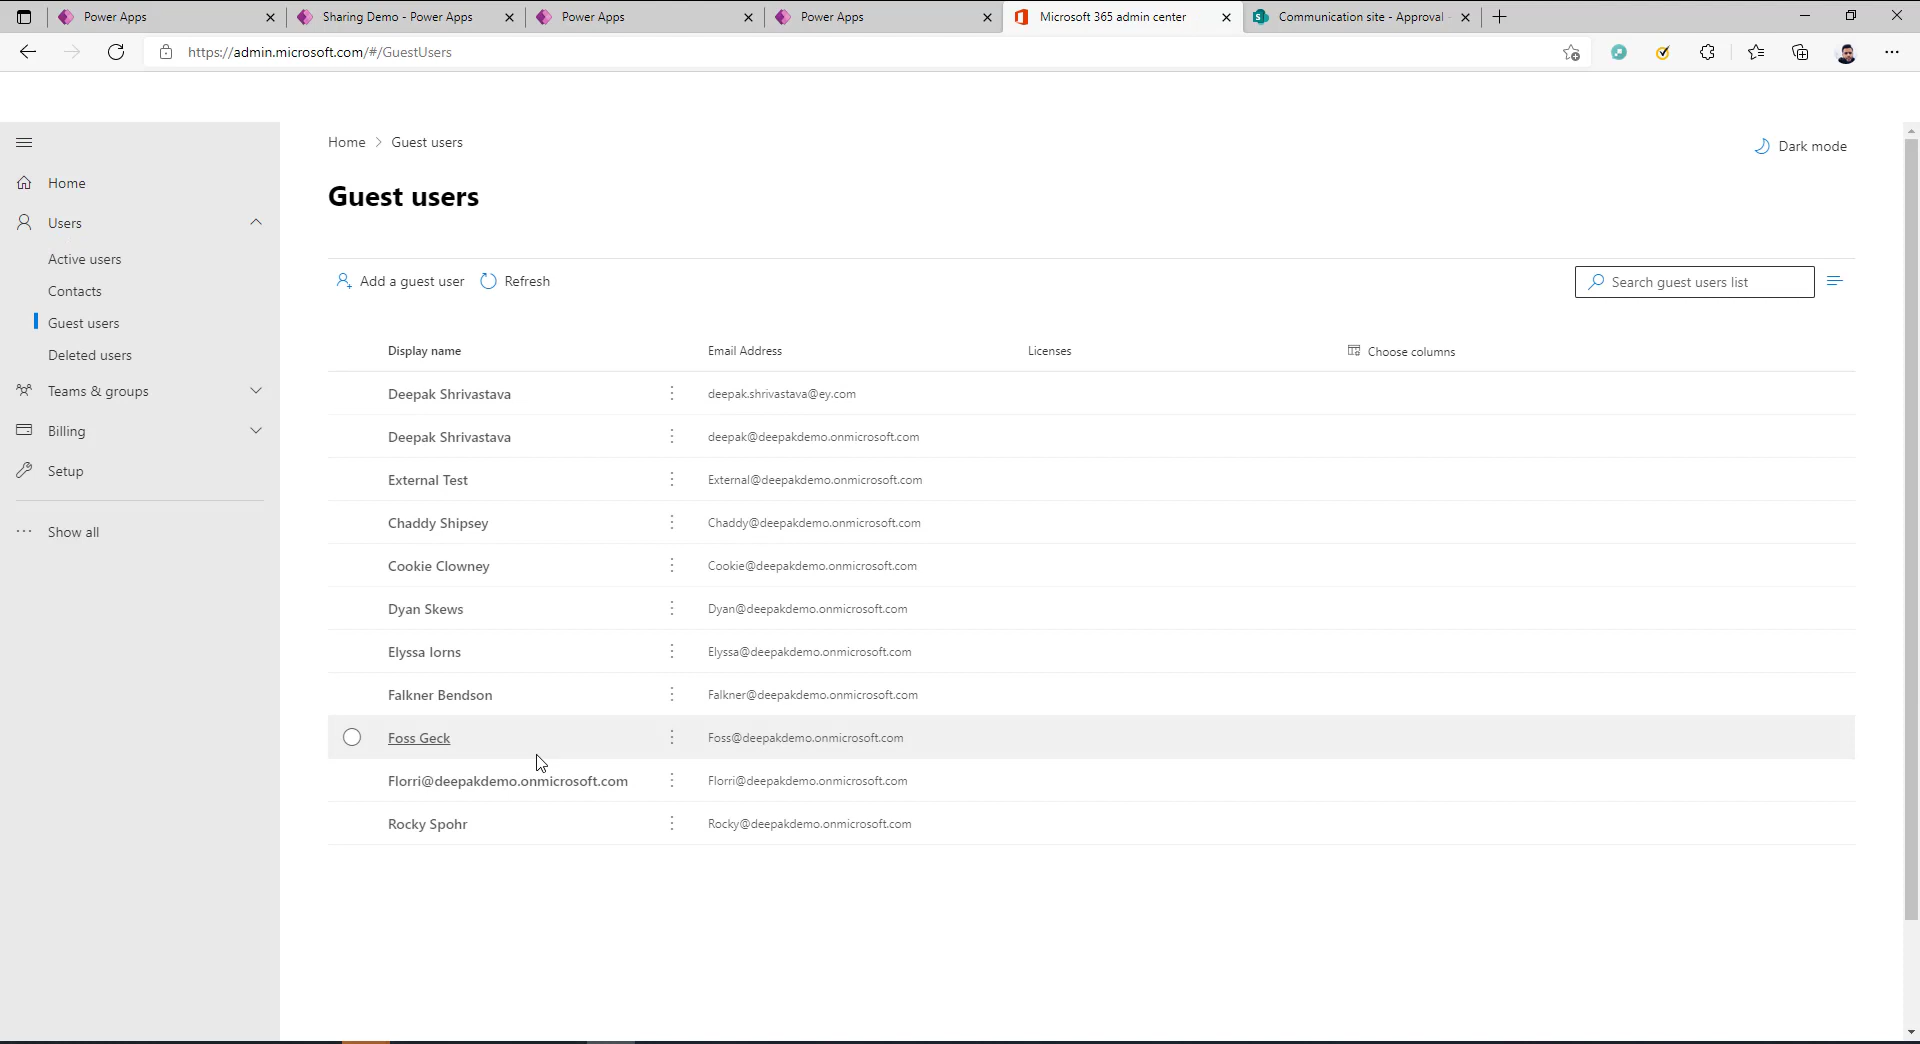 Power Apps
Sharing Demo - Power Apps
Power Apps
Power Apps
Microsoft 365 admin center
Communication site - Approval
https://admin.microsoft.com/#/GuestUsers
Home
Users
Active users
Contacts
Guest users
Deleted users
Teams & groups
Billing
Setup
Show all
Home > Guest users
Dark mode
Guest users
Add a guest user
Refresh
Search guest users list
Display name Email Address Licenses Choose columns
Deepak Shrivastava deepak.shrivastava@ey.com
Deepak Shrivastava deepak@deepakdemo.onmicrosoft.com
External Test External@deepakdemo.onmicrosoft.com
Chaddy Shipsey Chaddy@deepakdemo.onmicrosoft.com
Cookie Clowney Cookie@deepakdemo.onmicrosoft.com
Dyan Skews Dyan@deepakdemo.onmicrosoft.com
Elyssa Iorns Elyssa@deepakdemo.onmicrosoft.com
Falkner Bendson Falkner@deepakdemo.onmicrosoft.com
Foss Geck Foss@deepakdemo.onmicrosoft.com
Florri@deepakdemo.onmicrosoft.com Florri@deepakdemo.onmicrosoft.com
Rocky Spohr Rocky@deepakdemo.onmicrosoft.com